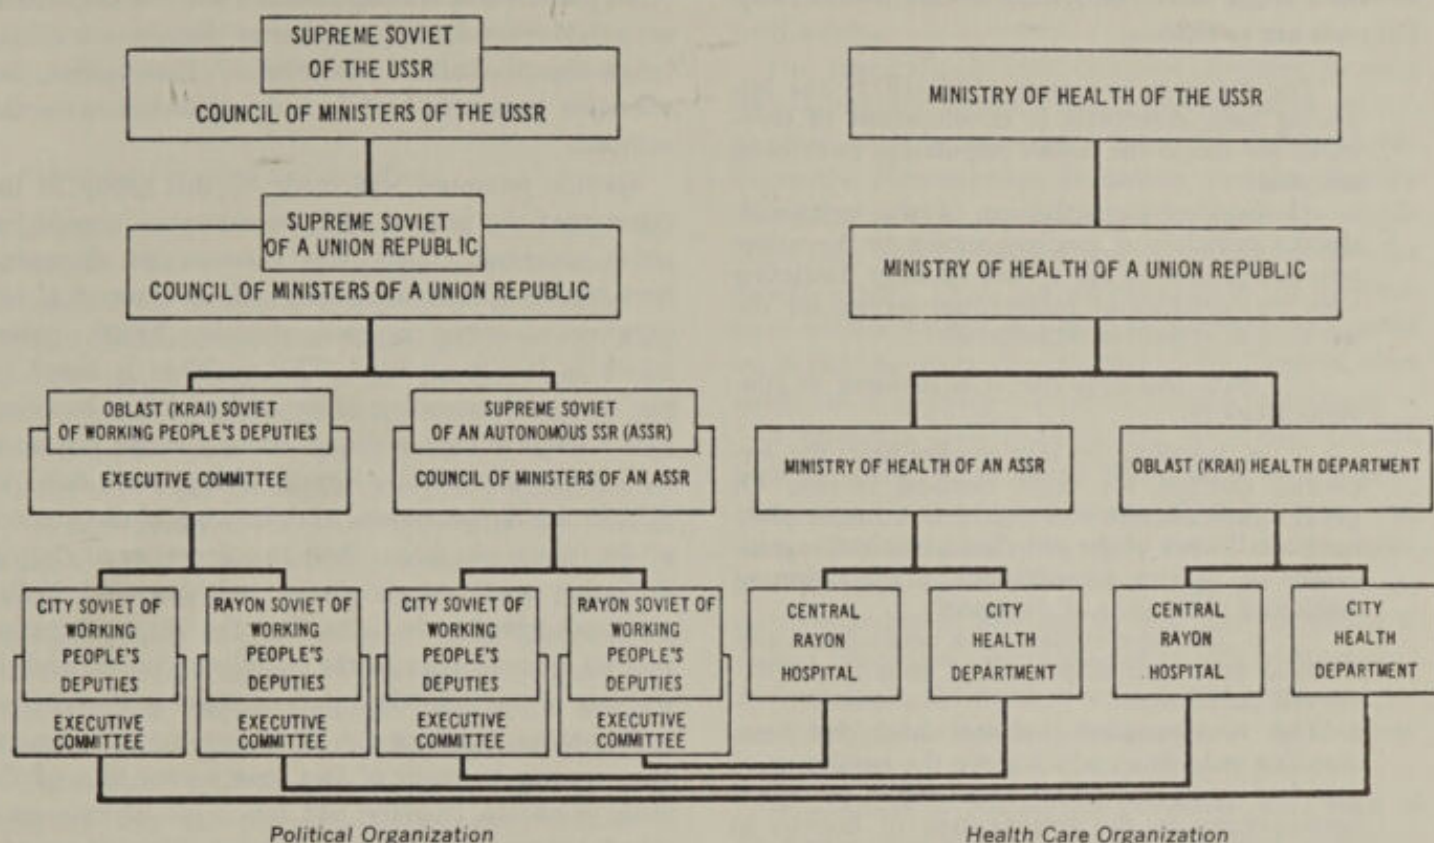 SUPREME SOVIET
OF THE USSR
COUNCIL OF MINISTERS OF THE USSR
SUPREME SOVIET
OF A UNION REPUBLIC
COUNCIL OF MINISTERS OF A UNION REPUBLIC
OBLAST (KRAI) SOVIET
OF WORKING PEOPLE'S DEPUTIES
EXECUTIVE COMMITTEE
SUPREME SOVIET
OF AN AUTONOMOUS SSR (ASSR)
COUNCIL OF MINISTERS OF AN ASSR
CITY SOVIET OF
WORKING
PEOPLE'S
DEPUTIES
EXECUTIVE
COMMITTEE
RAYON SOVIET OF
WORKING
PEOPLE'S
DEPUTIES
EXECUTIVE
COMMITTEE
CITY SOVIET OF
WORKING
PEOPLE'S
DEPUTIES
EXECUTIVE
COMMITTEE
RAYON SOVIET OF
WORKING
PEOPLE'S
DEPUTIES
EXECUTIVE
COMMITTEE
Political Organization
MINISTRY OF HEALTH OF THE USSR
MINISTRY OF HEALTH OF A UNION REPUBLIC
MINISTRY OF HEALTH OF AN ASSR
OBLAST (KRAI) HEALTH DEPARTMENT
CENTRAL
RAYON
HOSPITAL
CITY
HEALTH
DEPARTMENT
CENTRAL
RAYON
HOSPITAL
CITY
HEALTH
DEPARTMENT
Health Care Organization